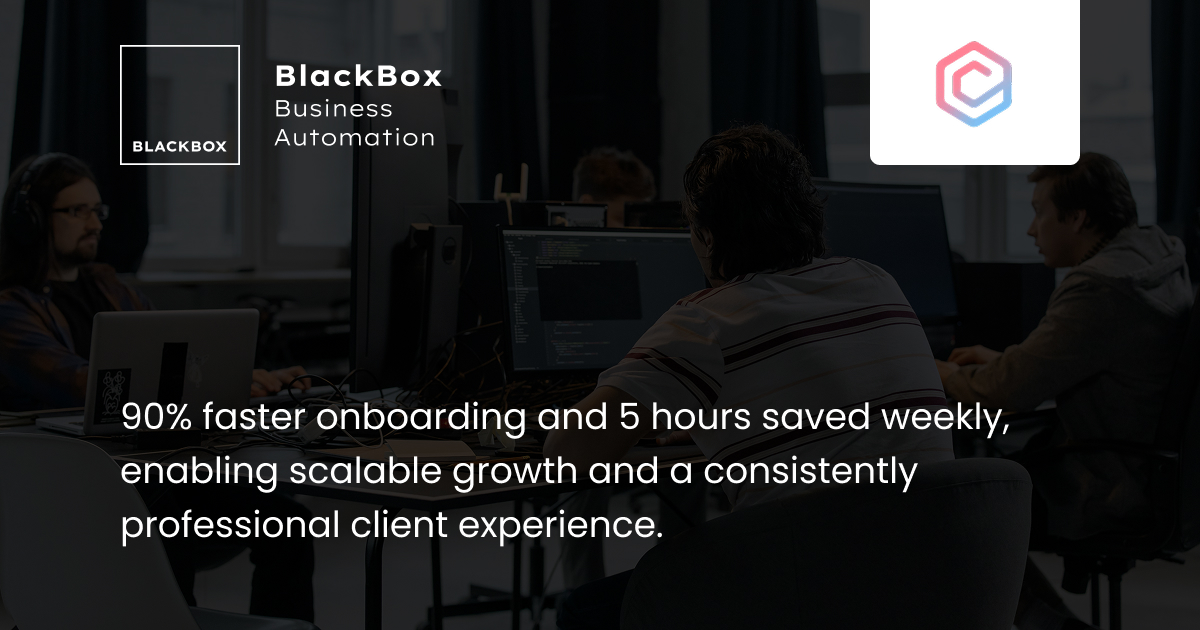 BLACKBOX
BlackBox
Business
Automation
90% faster onboarding and 5 hours saved weekly,
enabling scalable growth and a consistently
professional client experience.